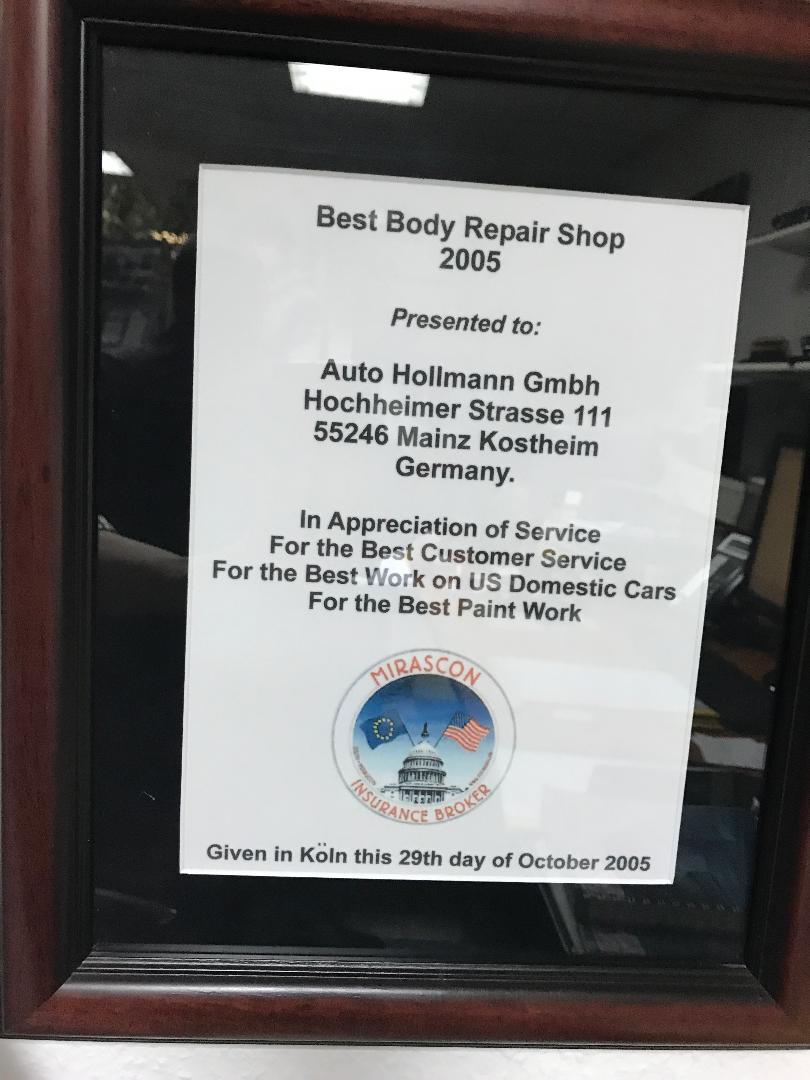 Best Body Repair Shop
2005
Presented to:
Auto Hollmann Gmbh
Hochheimer Strasse 111
55246 Mainz Kostheim
Germany.
In Appreciation of Service
For the Best Customer Service
For the Best Work on US Domestic Cars
For the Best Paint Work
MIRASCON
INSURANCE BROKER
Given in Köln this 29th day of October 2005